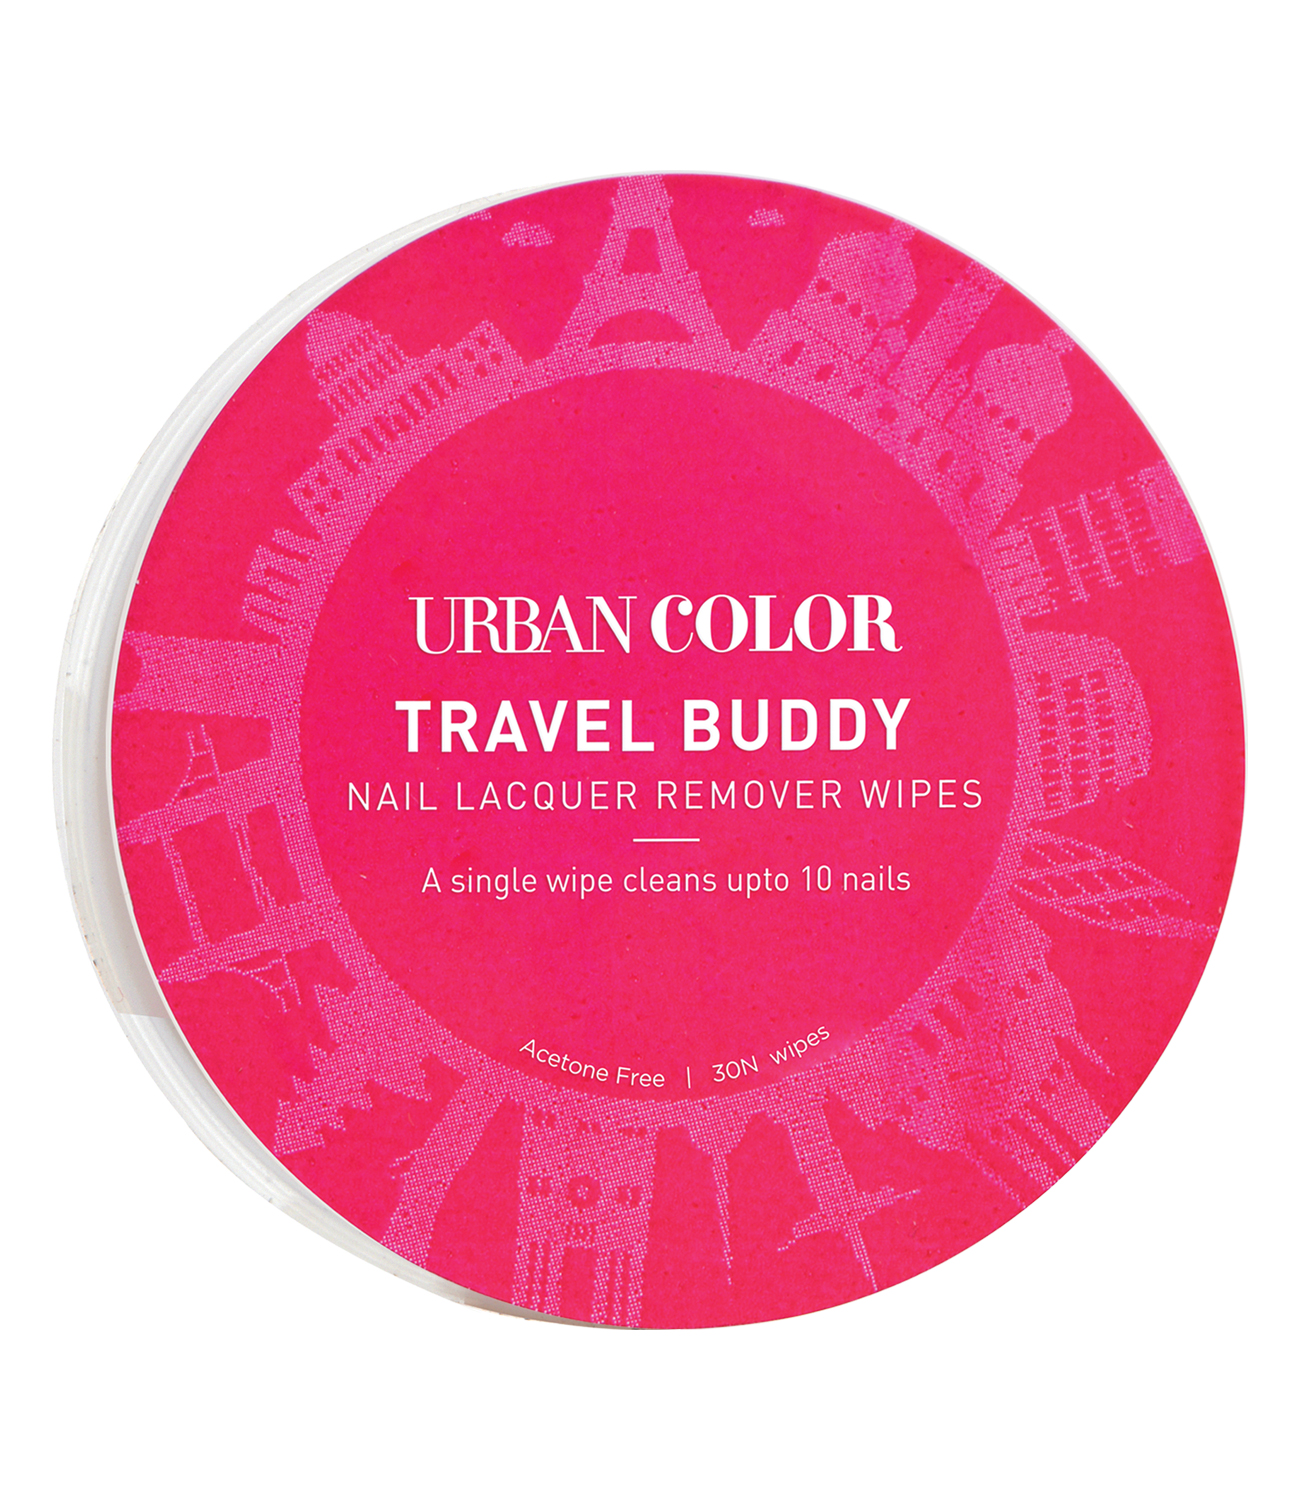 URBAN COLOR
TRAVEL BUDDY
NAIL LACQUER REMOVER WIPES
A single wipe cleans upto 10 nails
Acetone Free | 30N wipes